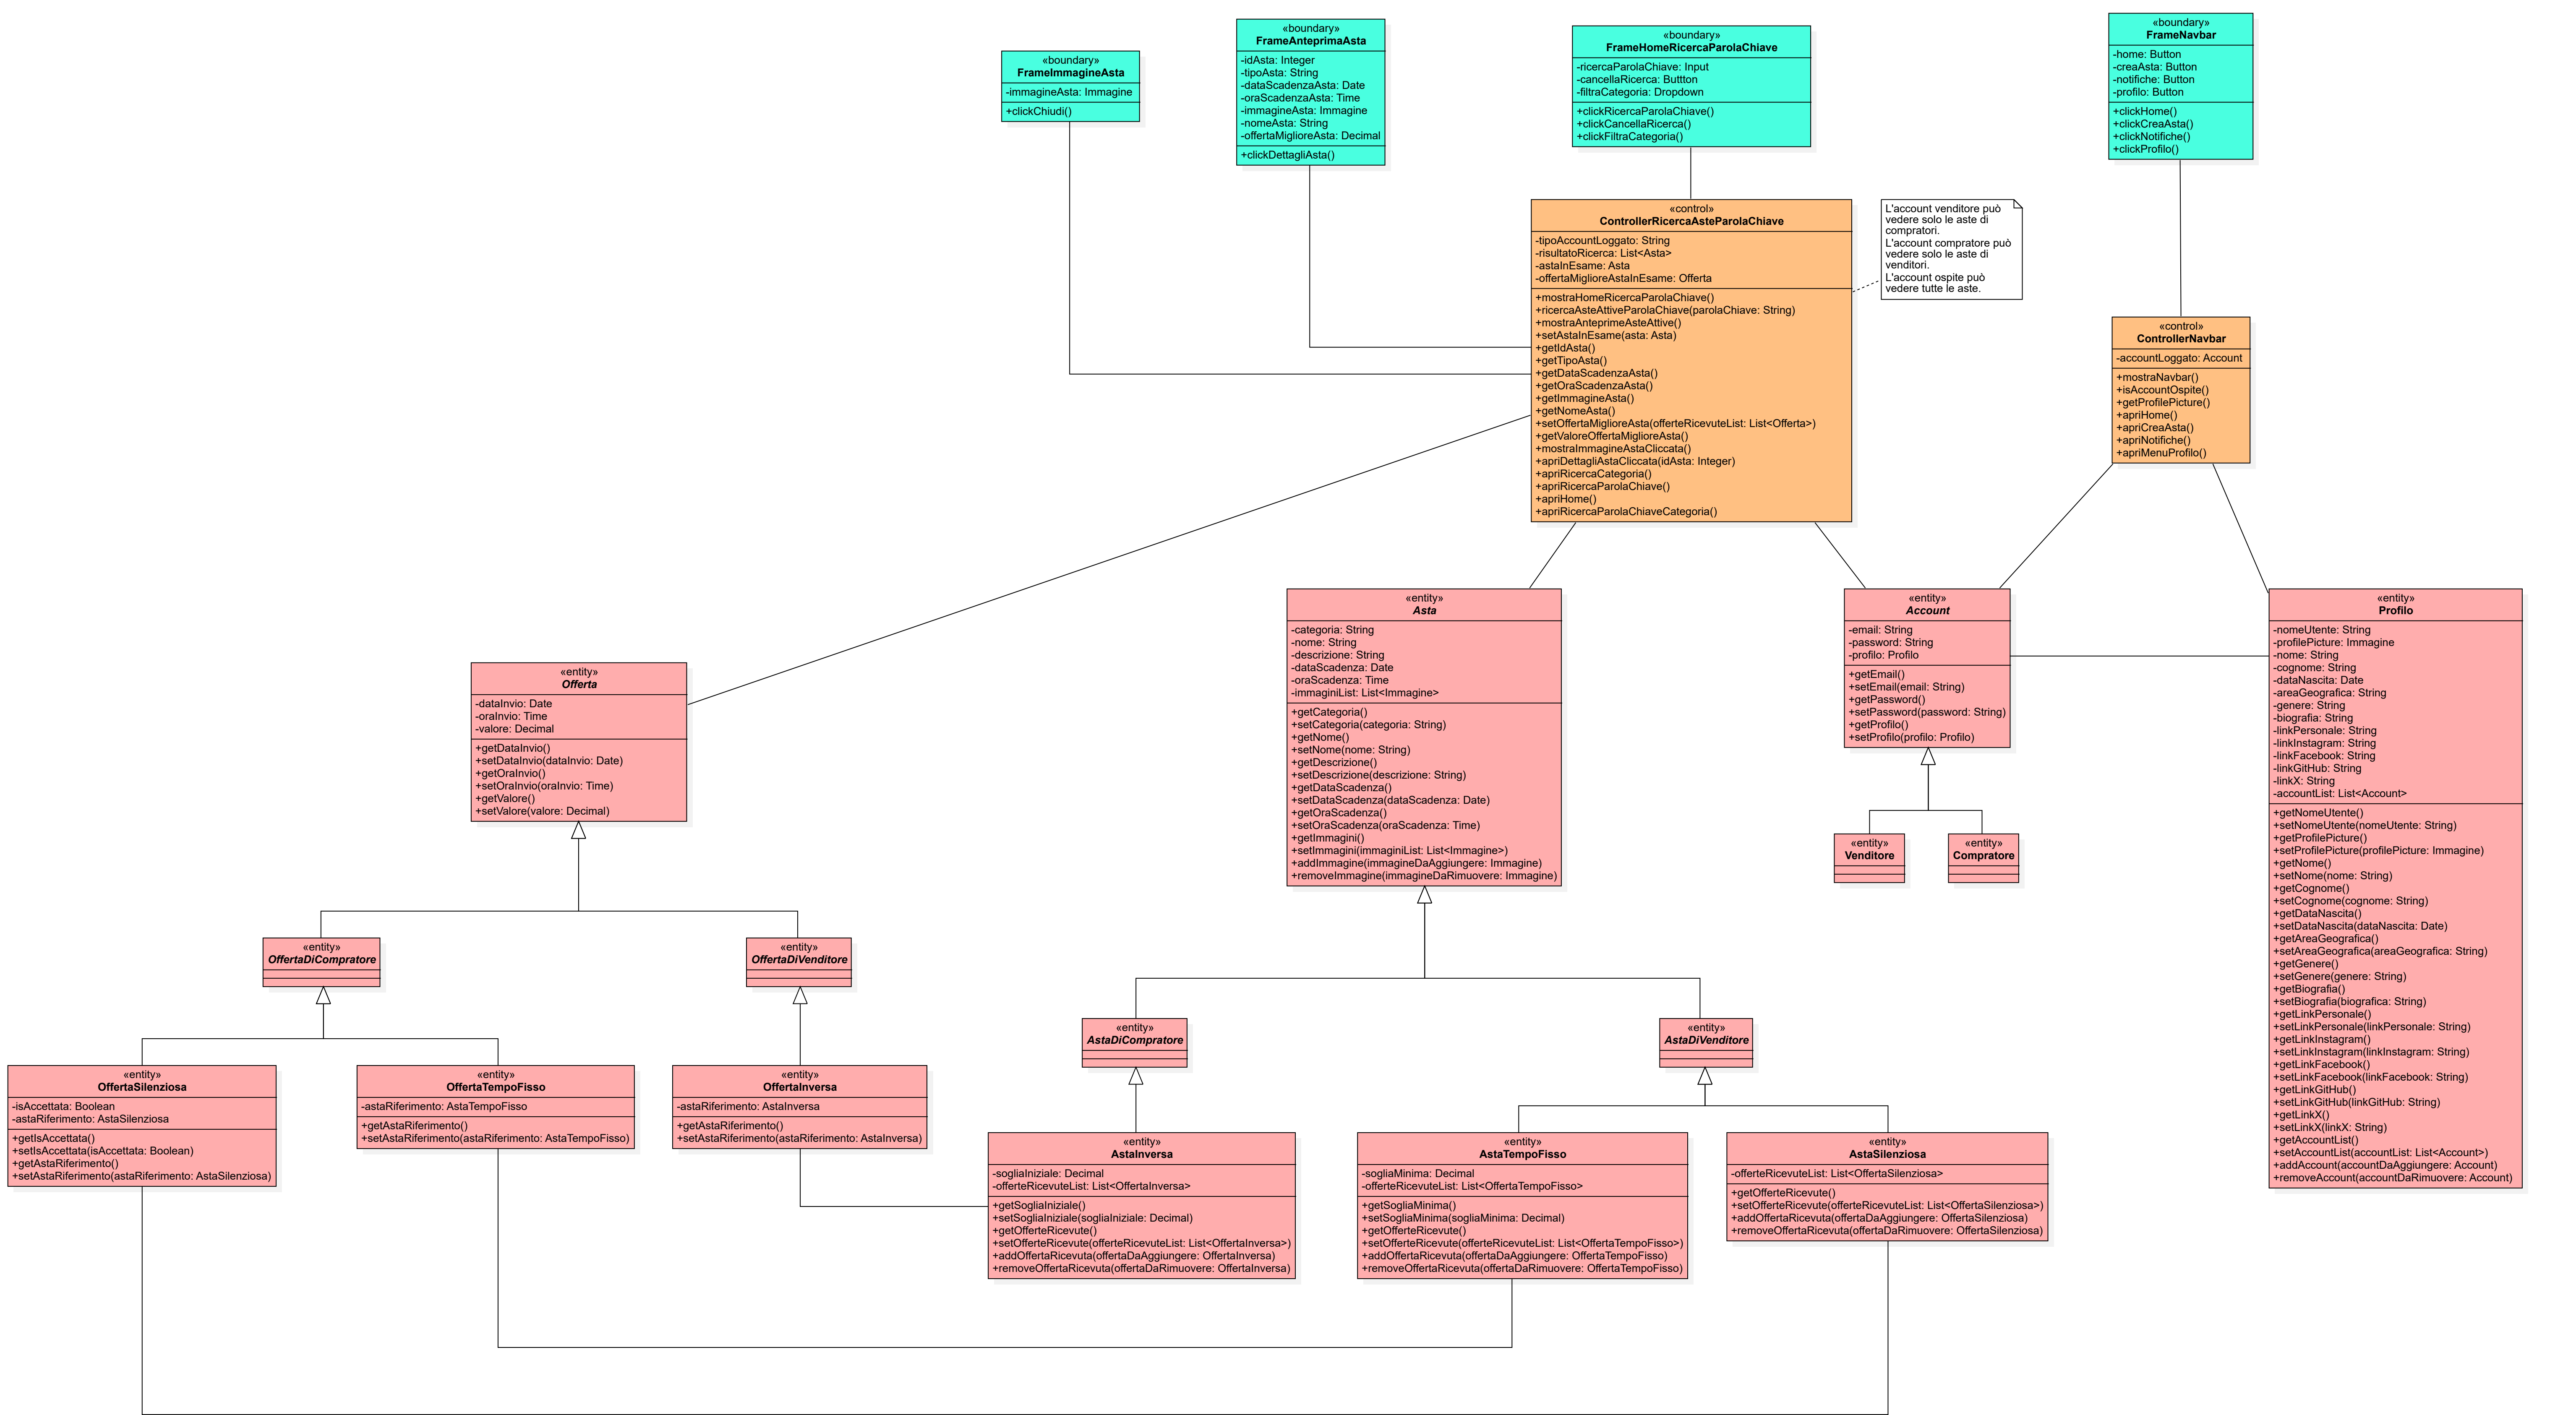 «boundary»
FrameImmagineAsta
-immagineAsta: Immagine
+clickChiudi()
«boundary»
FrameAnteprimaAsta
-idAsta: Integer
-tipoAsta: String
-dataScadenzaAsta: Date
-oraScadenzaAsta: Time
-immagineAsta: Immagine
-nomeAsta: String
-offertaMiglioreAsta: Decimal
+clickDettagliAsta()
«boundary»
FrameHomeRicercaParolaChiave
-ricercaParolaChiave: Input
-cancellaRicerca: Buttton
-filtraCategoria: Dropdown
+clickRicercaParolaChiave()
+clickCancellaRicerca()
+clickFiltraCategoria()
«boundary»
FrameNavbar
-home: Button
-creaAsta: Button
-notifiche: Button
-profilo: Button
+clickHome()
+clickCreaAsta()
+clickNotifiche()
+clickProfilo()
«control»
ControllerRicercaAsteParolaChiave
-tipoAccountLoggato: String
-risultatoRicerca: List<Asta>
-astaInEsame: Asta
-offertaMiglioreAstaInEsame: Offerta
+mostraHomeRicercaParolaChiave()
+ricercaAsteAttiveParolaChiave(parolaChiave: String)
+mostraAnteprimeAsteAttive()
+setAstaInEsame(asta: Asta)
+getIdAsta()
+getTipoAsta()
+getDataScadenzaAsta()
+getOraScadenzaAsta()
+getImmagineAsta()
+getNomeAsta()
+setOffertaMiglioreAsta(offerteRicevuteList: List<Offerta>)
+getValoreOffertaMiglioreAsta()
+mostraImmagineAstaCliccata()
+apriDettagliAstaCliccata(idAsta: Integer)
+apriRicercaCategoria()
+apriRicercaParolaChiave()
+apriHome()
+apriRicercaParolaChiaveCategoria()
L'account venditore può
vedere solo le aste di
compratori.
L'account compratore può
vedere solo le aste di
venditori.
L'account ospite può
vedere tutte le aste.
«control»
ControllerNavbar
-accountLoggato: Account
+mostraNavbar()
+isAccountOspite()
+getProfilePicture()
+apriHome()
+apriCreaAsta()
+apriNotifiche()
+apriMenuProfilo()
«entity»
Offerta
-dataInvio: Date
-oraInvio: Time
-valore: Decimal
+getDataInvio()
+setDataInvio(dataInvio: Date)
+getOraInvio()
+setOraInvio(oraInvio: Time)
+getValore()
+setValore(valore: Decimal)
«entity»
Asta
-categoria: String
-nome: String
-descrizione: String
-dataScadenza: Date
-oraScadenza: Time
-immaginiList: List<Immagine>
+getCategoria()
+setCategoria(categoria: String)
+getNome()
+setNome(nome: String)
+getDescrizione()
+setDescrizione(descrizione: String)
+getDataScadenza()
+setDataScadenza(dataScadenza: Date)
+getOraScadenza()
+setOraScadenza(oraScadenza: Time)
+getImmagini()
+setImmagini(immaginiList: List<Immagine>)
+addImmagine(immagineDaAggiungere: Immagine)
+removeImmagine(immagineDaRimuovere: Immagine)
«entity»
Account
-email: String
-password: String
-profilo: Profilo
+getEmail()
+setEmail(email: String)
+getPassword()
+setPassword(password: String)
+getProfilo()
+setProfilo(profilo: Profilo)
«entity»
Profilo
-nomeUtente: String
-profilePicture: Immagine
-nome: String
-cognome: String
-dataNascita: Date
-areaGeografica: String
-genere: String
-biografia: String
-linkPersonale: String
-linkInstagram: String
-linkFacebook: String
-linkGitHub: String
-linkX: String
-accountList: List<Account>
+getNomeUtente()
+setNomeUtente(nomeUtente: String)
+getProfilePicture()
+setProfilePicture(profilePicture: Immagine)
+getNome()
+setNome(nome: String)
+getCognome()
+setCognome(cognome: String)
+getDataNascita()
+setDataNascita(dataNascita: Date)
+getAreaGeografica()
+setAreaGeografica(areaGeografica: String)
+getGenere()
+setGenere(genere: String)
+getBiografia()
+setBiografia(biografica: String)
+getLinkPersonale()
+setLinkPersonale(linkPersonale: String)
+getLinkInstagram()
+setLinkInstagram(linkInstagram: String)
+getLinkFacebook()
+setLinkFacebook(linkFacebook: String)
+getLinkGitHub()
+setLinkGitHub(linkGitHub: String)
+getLinkX()
+setLinkX(linkX: String)
+getAccountList()
+setAccountList(accountList: List<Account>)
+addAccount(accountDaAggiungere: Account)
+removeAccount(accountDaRimuovere: Account)
«entity»
Venditore
«entity»
Compratore
«entity»
OffertaDiCompratore
«entity»
OffertaDiVenditore
«entity»
AstaDiCompratore
«entity»
AstaDiVenditore
«entity»
OffertaSilenziosa
-isAccettata: Boolean
-astaRiferimento: AstaSilenziosa
+getIsAccettata()
+setIsAccettata(isAccettata: Boolean)
+getAstaRiferimento()
+setAstaRiferimento(astaRiferimento: AstaSilenziosa)
«entity»
OffertaTempoFisso
-astaRiferimento: AstaTempoFisso
+getAstaRiferimento()
+setAstaRiferimento(astaRiferimento: AstaTempoFisso)
«entity»
OffertaInversa
-astaRiferimento: AstaInversa
+getAstaRiferimento()
+setAstaRiferimento(astaRiferimento: AstaInversa)
«entity»
AstaInversa
-sogliaIniziale: Decimal
-offerteRicevuteList: List<OffertaInversa>
+getSogliaIniziale()
+setSogliaIniziale(sogliaIniziale: Decimal)
+getOfferteRicevute()
+setOfferteRicevute(offerteRicevuteList: List<OffertaInversa>)
+addOffertaRicevuta(offertaDaAggiungere: OffertaInversa)
+removeOffertaRicevuta(offertaDaRimuovere: OffertaInversa)
«entity»
AstaTempoFisso
-sogliaMinima: Decimal
-offerteRicevuteList: List<OffertaTempoFisso>
+getSogliaMinima()
+setSogliaMinima(sogliaMinima: Decimal)
+getOfferteRicevute()
+setOfferteRicevute(offerteRicevuteList: List<OffertaTempoFisso>)
+addOffertaRicevuta(offertaDaAggiungere: OffertaTempoFisso)
+removeOffertaRicevuta(offertaDaRimuovere: OffertaTempoFisso)
«entity»
AstaSilenziosa
-offerteRicevuteList: List<OffertaSilenziosa>
+getOfferteRicevute()
+setOfferteRicevute(offerteRicevuteList: List<OffertaSilenziosa>)
+addOffertaRicevuta(offertaDaAggiungere: OffertaSilenziosa)
+removeOffertaRicevuta(offertaDaRimuovere: OffertaSilenziosa)